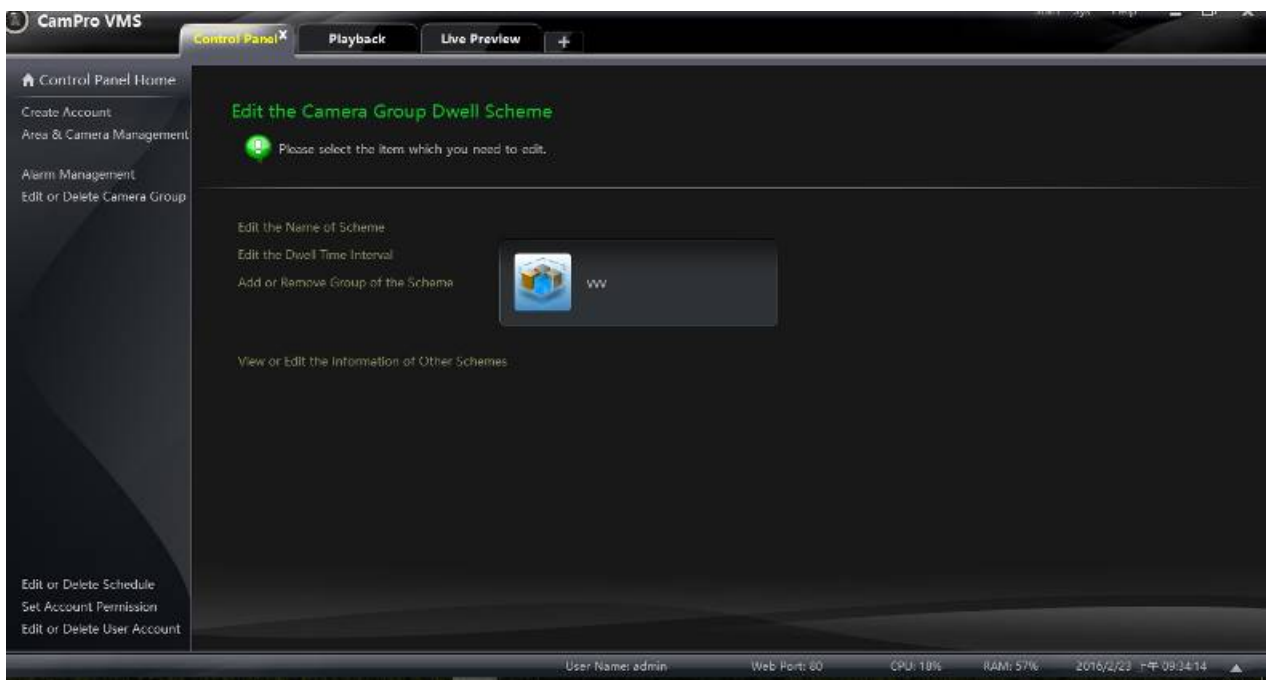 CamPro VMS
Control Panel X Playback Live Preview +
Control Panel Home
Create Account
Area & Camera Management
Alarm Management
Edit or Delete Camera Group
Edit the Camera Group Dwell Scheme
Please select the item which you need to edit.
Edit the Name of Scheme
Edit the Dwell Time Interval
Add or Remove Group of the Scheme
vvv
View or Edit the Information of Other Schemes
Edit or Delete Schedule
Set Account Permission
Edit or Delete User Account
User Name: admin Web Port: 80 CPU: 18% RAM: 57% 2016/2/23 09:34:14